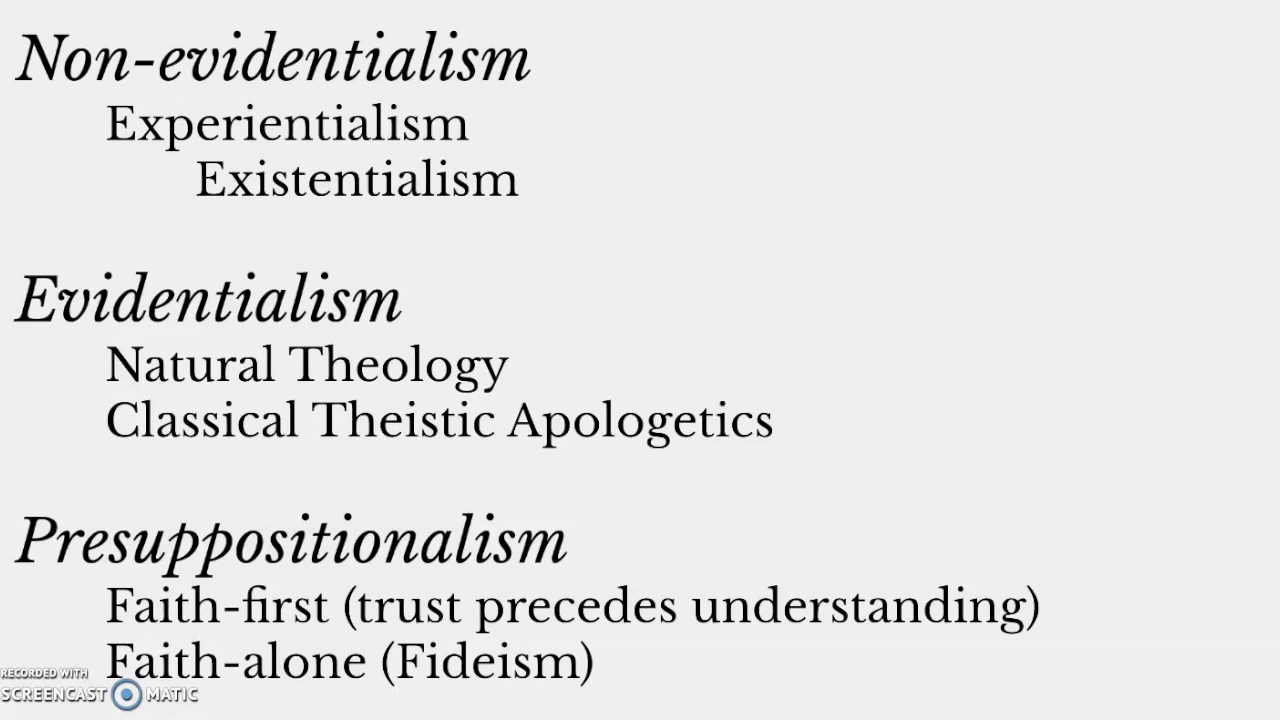 Non-evidentialism
Experientialism
Existentialism
Evidentialism
Natural Theology
Classical Theistic Apologetics
Presuppositionalism
Faith-first (trust precedes understanding)
Faith-alone (Fideism)
RECORDED WITH
SCREENCAST MATIC